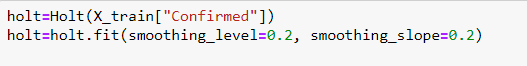 holt=Holt(X_train["Confirmed"])
holt=holt.fit(smoothing_level=0.2, smoothing_slope=0.2)